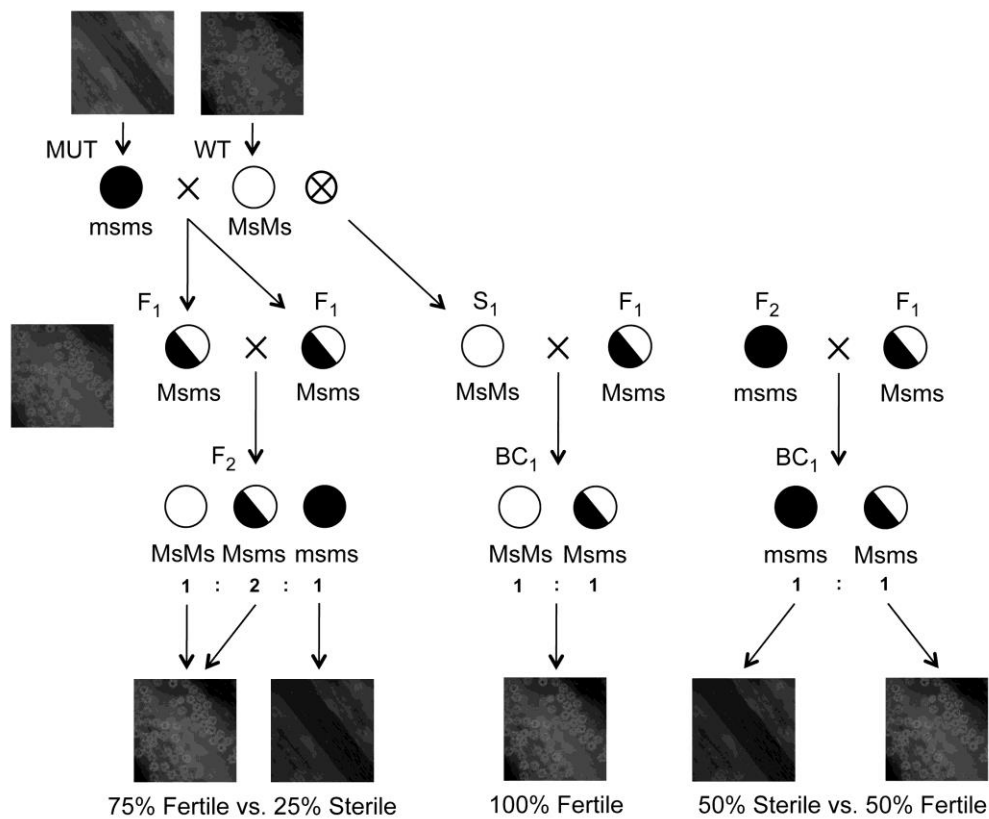 MUT WT
msms MsMs
F1 F1 S1 F1 F2 F1
Msms Msms MsMs Msms msms Msms
F2 BC1 BC1
MsMs Msms msms MsMs Msms msms Msms
1 : 2 : 1 1 : 1 1 : 1
75% Fertile vs. 25% Sterile 100% Fertile 50% Sterile vs. 50% Fertile